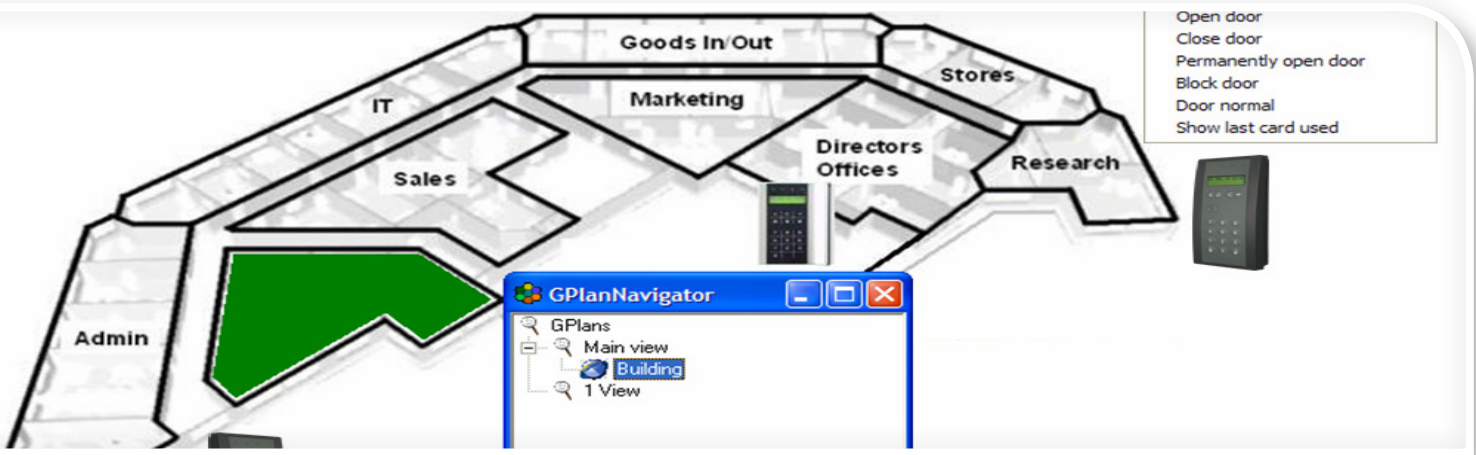 Open door
Close door
Permanently open door
Block door
Door normal
Show last card used
Goods In/Out
Stores
IT
Marketing
Directors
Offices
Research
Sales
Admin
GPlanNavigator
GPlans
Main view
Building
1 View